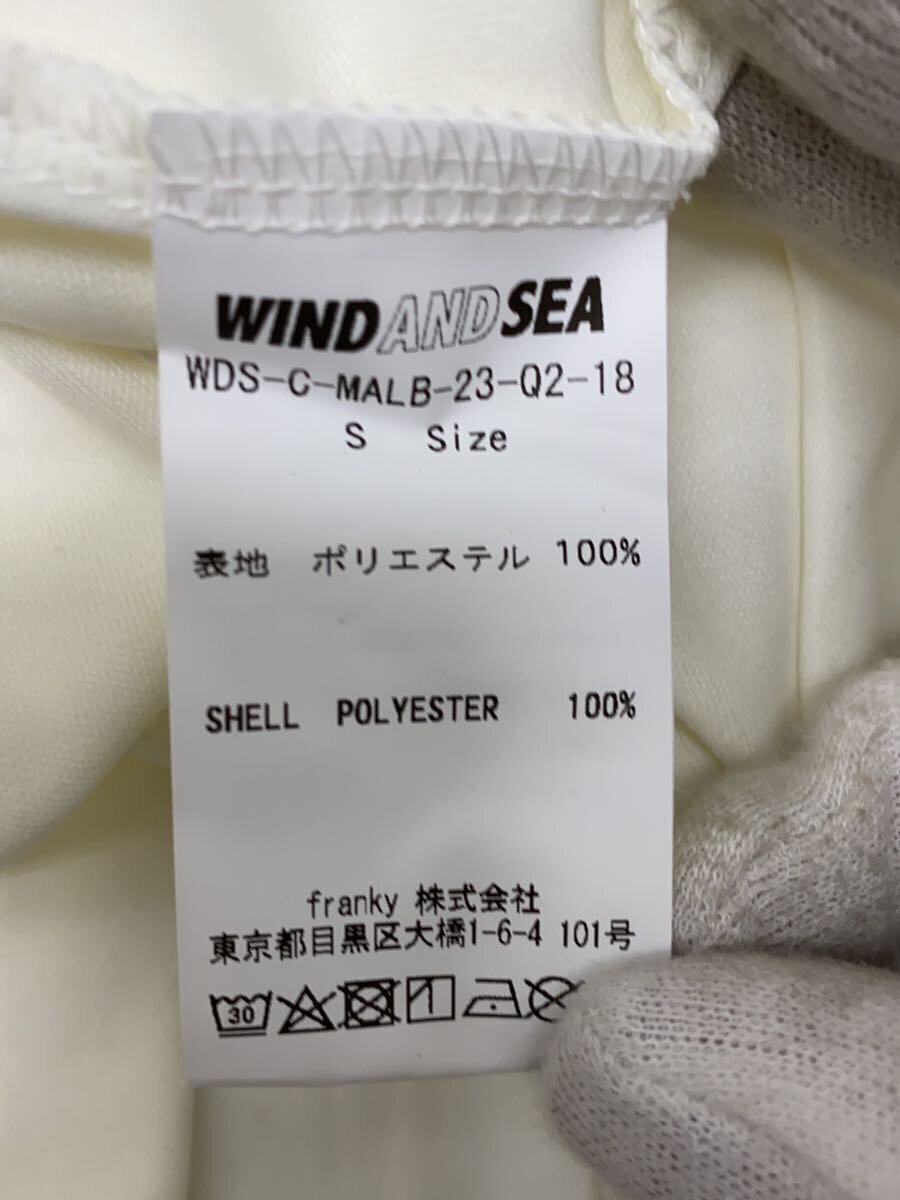 WIND AND SEA
WDS-C-MALB-23-Q2-18
S Size
表地 ポリエステル 100%
SHELL POLYESTER 100%
franky 株式会社
東京都目黒区大橋1-6-4 101号
30